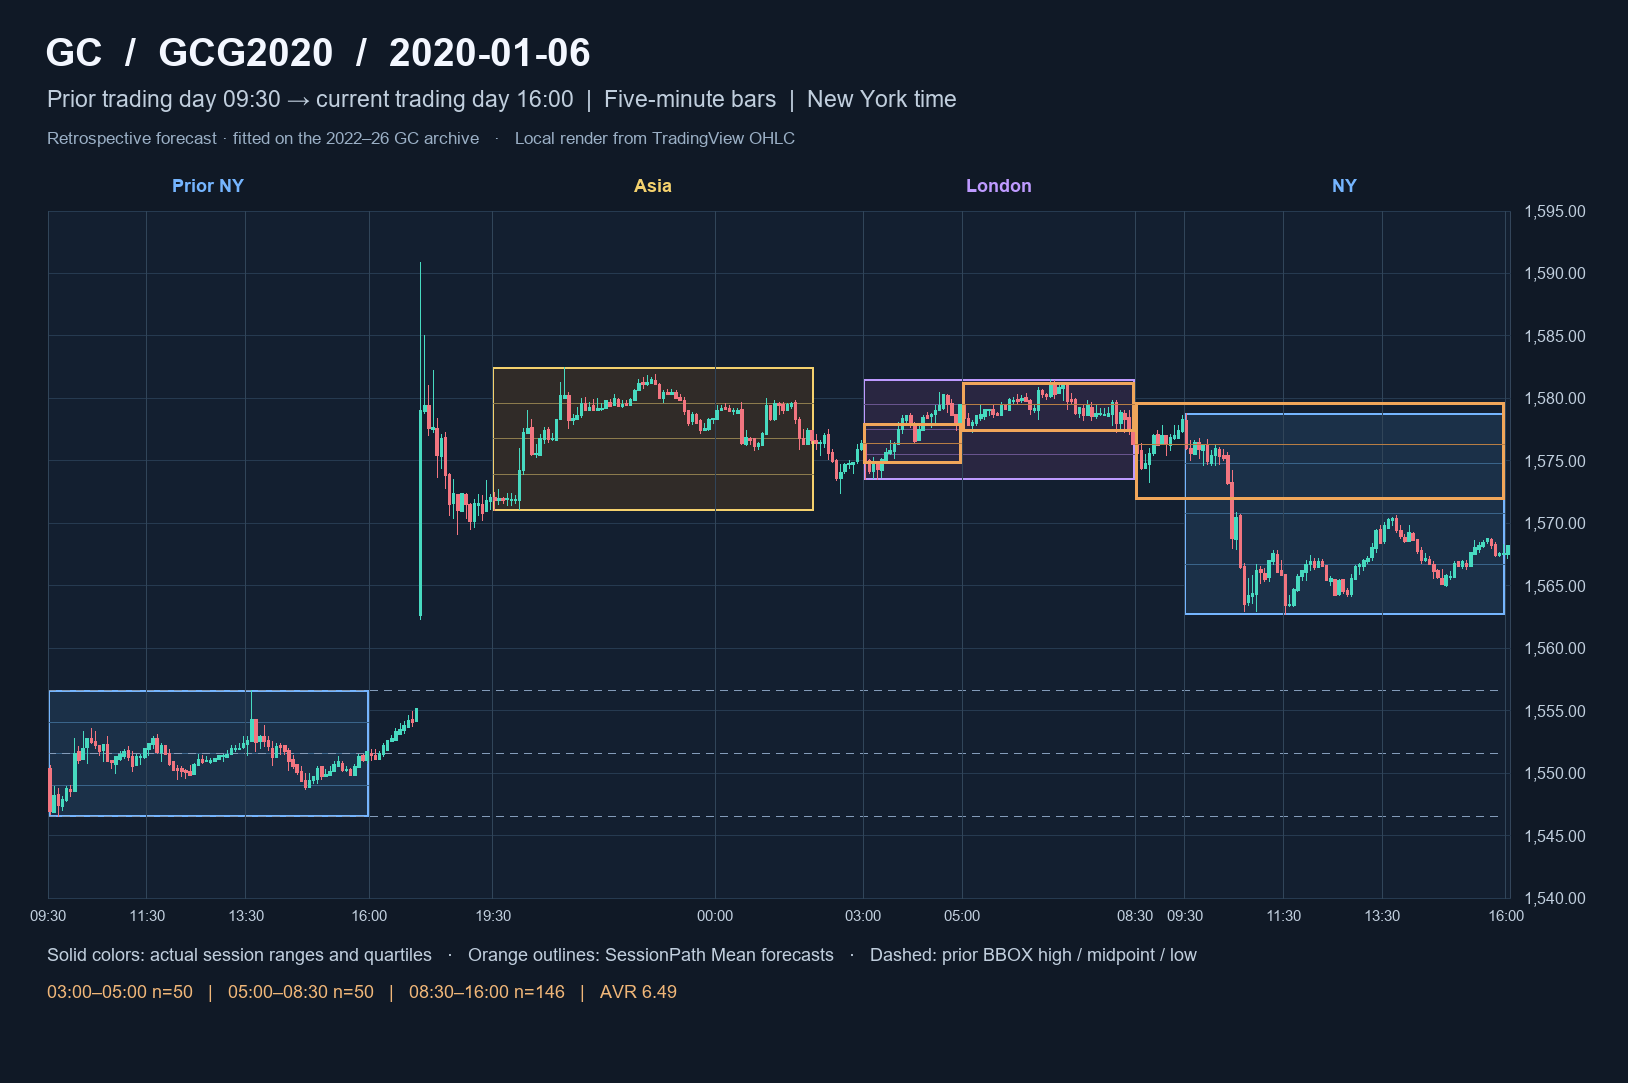 GC / GCG2020 / 2020-01-06
Prior trading day 09:30 → current trading day 16:00 | Five-minute bars | New York time
Retrospective forecast · fitted on the 2022–26 GC archive · Local render from TradingView OHLC
Prior NY Asia London NY
1,595.00
1,590.00
1,585.00
1,580.00
1,575.00
1,570.00
1,565.00
1,560.00
1,555.00
1,550.00
1,545.00
1,540.00
09:30 11:30 13:30 16:00 19:30 00:00 03:00 05:00 08:30 09:30 11:30 13:30 16:00
Solid colors: actual session ranges and quartiles · Orange outlines: SessionPath Mean forecasts · Dashed: prior BBOX high / midpoint / low
03:00–05:00 n=50 | 05:00–08:30 n=50 | 08:30–16:00 n=146 | AVR 6.49